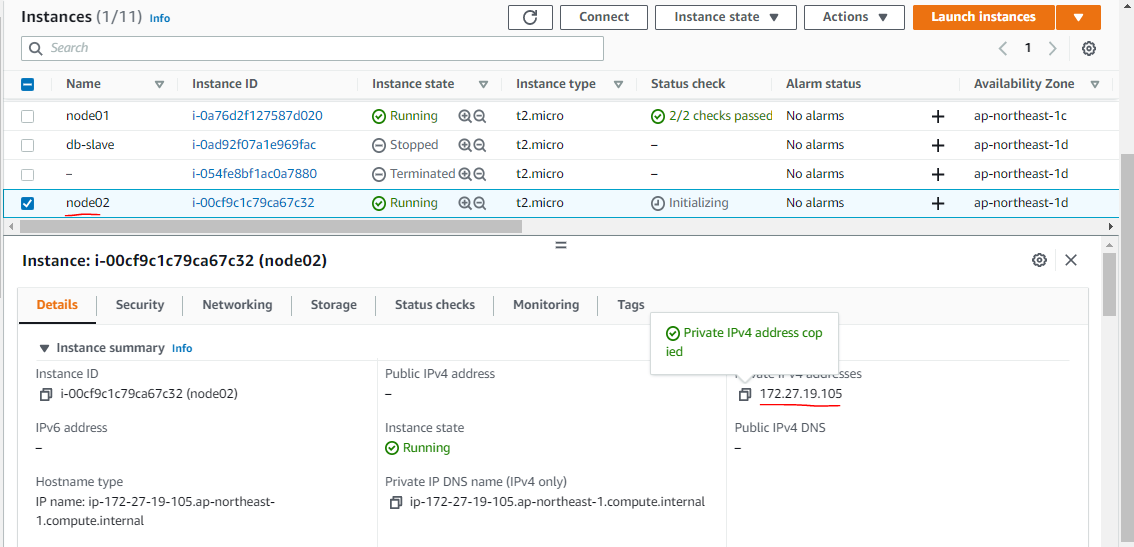 Instances (1/11) Info
Connect Instance state Actions Launch instances
Search
1
Name Instance ID Instance state Instance type Status check Alarm status Availability Zone
node01 i-0a76d2f127587d020 Running t2.micro 2/2 checks passed No alarms + ap-northeast-1c
db-slave i-0ad92f07a1e969fac Stopped t2.micro – No alarms + ap-northeast-1d
– i-054fe8bf1ac0a7880 Terminated t2.micro – No alarms + ap-northeast-1d
node02 i-00cf9c1c79ca67c32 Running t2.micro Initializing No alarms + ap-northeast-1d
Instance: i-00cf9c1c79ca67c32 (node02)
Details Security Networking Storage Status checks Monitoring Tags
Private IPv4 address cop
ied
Instance summary Info
Instance ID Public IPv4 address Private IPv4 addresses
i-00cf9c1c79ca67c32 (node02) – 172.27.19.105
IPv6 address Instance state Public IPv4 DNS
– Running –
Hostname type Private IP DNS name (IPv4 only)
IP name: ip-172-27-19-105.ap-northeast- ip-172-27-19-105.ap-northeast-1.compute.internal
1.compute.internal